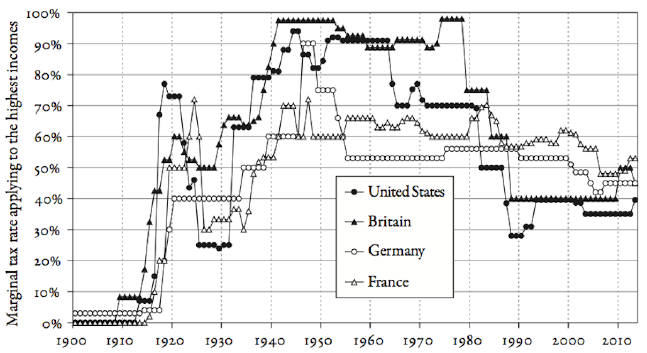 Marginal tax rate applying to the highest incomes
100%
90%
80%
70%
60%
50%
40%
30%
20%
10%
0%
United States
Britain
Germany
France
1900 1910 1920 1930 1940 1950 1960 1970 1980 1990 2000 2010